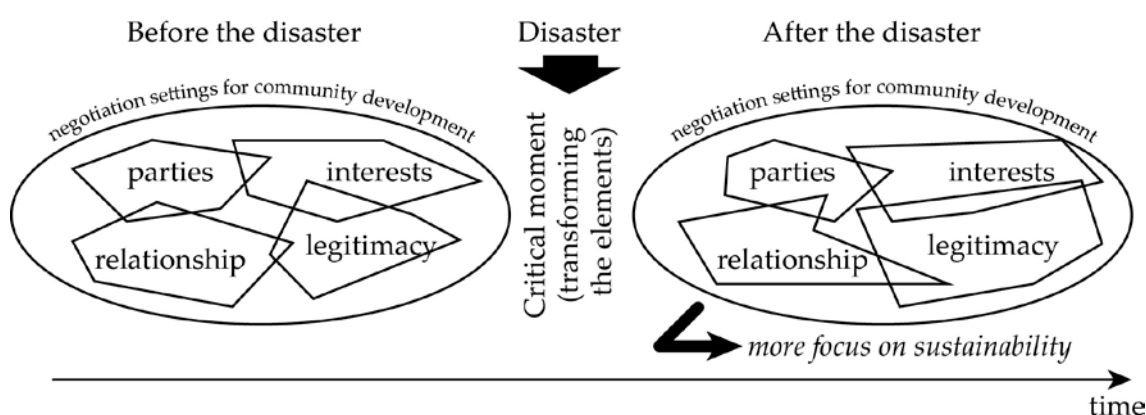 Before the disaster
Disaster
After the disaster
negotiation settings for community development
parties
interests
relationship
legitimacy
Critical moment
(transforming
the elements)
negotiation settings for community development
parties
interests
relationship
legitimacy
more focus on sustainability
time